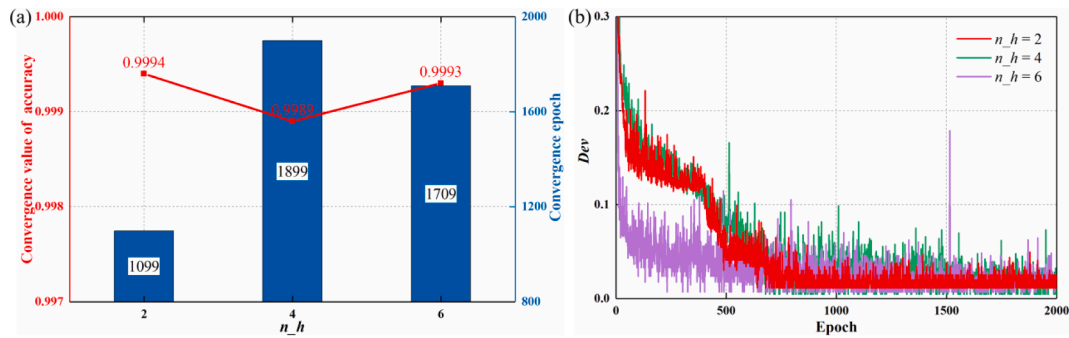 (a)
Convergence value of accuracy
1.000
0.999
0.998
0.997
0.9994
0.9989
0.9993
1099
1899
1709
2
4
6
n_h
2000
1600
1200
800
Convergence epoch
(b)
Dev
0.3
0.2
0.1
0.0
n_h = 2
n_h = 4
n_h = 6
0
500
1000
1500
2000
Epoch